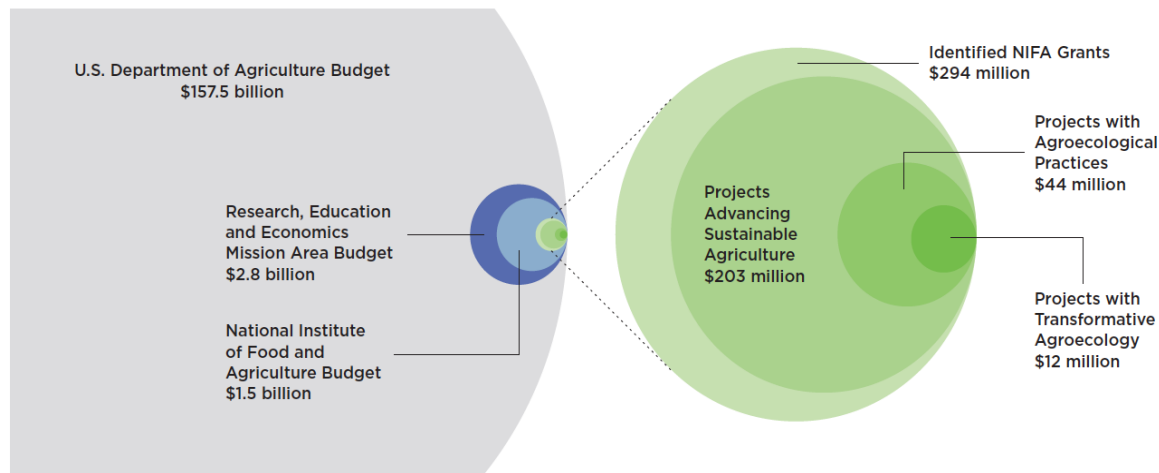 U.S. Department of Agriculture Budget
$157.5 billion
Research, Education
and Economics
Mission Area Budget
$2.8 billion
National Institute
of Food and
Agriculture Budget
$1.5 billion
Identified NIFA Grants
$294 million
Projects with
Agroecological
Practices
$44 million
Projects
Advancing
Sustainable
Agriculture
$203 million
Projects with
Transformative
Agroecology
$12 million